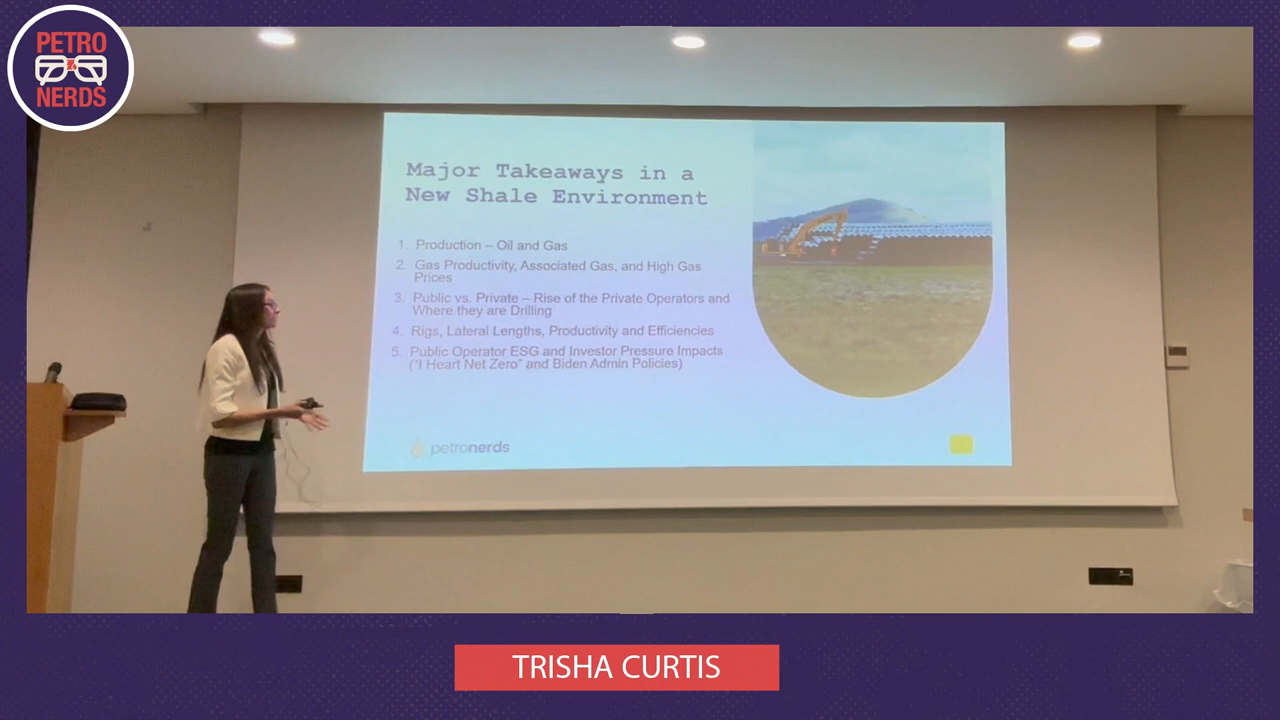 PETRO
NERDS
Major Takeaways in a
New Shale Environment
1. Production – Oil and Gas
2. Gas Productivity, Associated Gas, and High Gas
Prices
3. Public vs. Private – Rise of the Private Operators and
Where they are Drilling
4. Rigs, Lateral Lengths, Productivity and Efficiencies
5. Public Operator ESG and Investor Pressure Impacts
("I Heart Net Zero" and Biden Admin Policies)
petronerds
TRISHA CURTIS